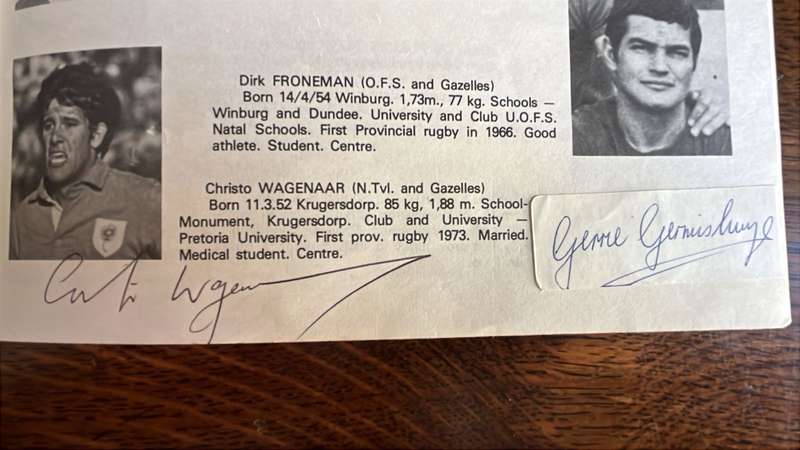 Dirk FRONEMAN (O.F.S. and Gazelles)
Born 14/4/54 Winburg. 1,73m., 77 kg. Schools —
Winburg and Dundee. University and Club U.O.F.S.
Natal Schools. First Provincial rugby in 1966. Good
athlete. Student. Centre.
Christo WAGENAAR (N.Tvl. and Gazelles)
Born 11.3.52 Krugersdorp. 85 kg, 1,88 m. School-
Monument, Krugersdorp. Club and University —
Pretoria University. First prov. rugby 1973. Married.
Medical student. Centre.
Gerrie Germishuys